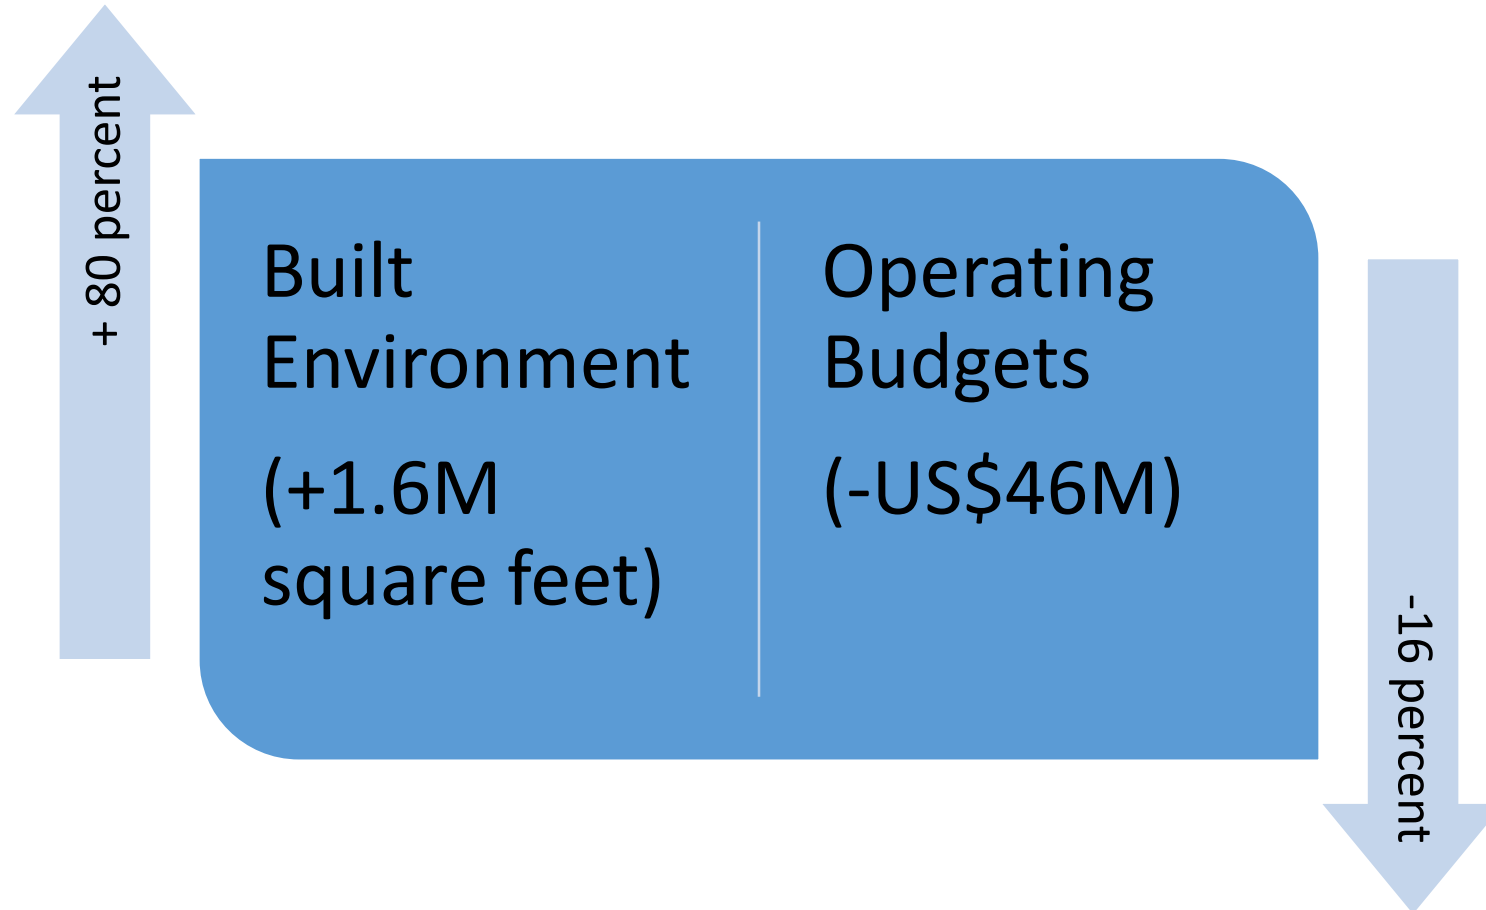 + 80 percent
Built
Environment
(+1.6M
square feet)
Operating
Budgets
(-US$46M)
-16 percent